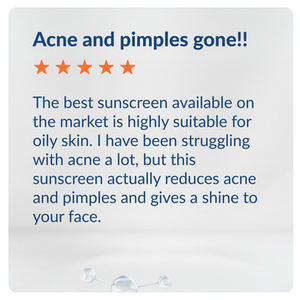 Acne and pimples gone!!
The best sunscreen available on
the market is highly suitable for
oily skin. I have been struggling
with acne a lot, but this
sunscreen actually reduces acne
and pimples and gives a shine to
your face.